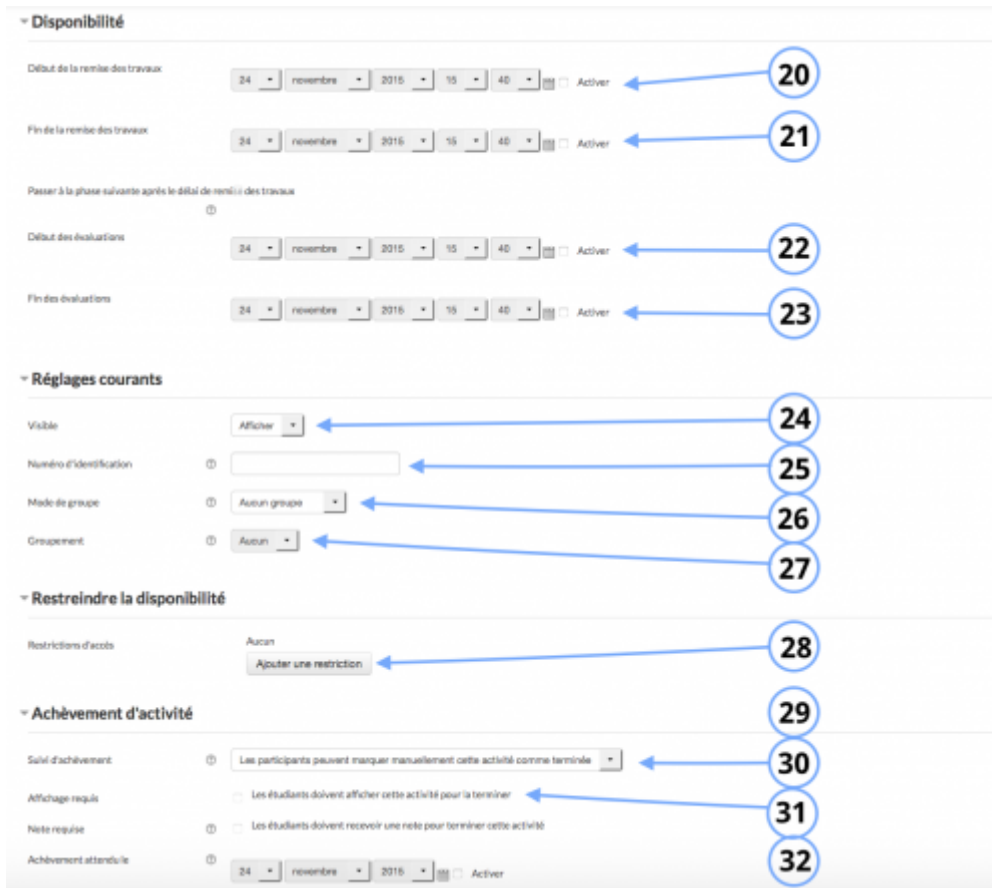 Disponibilité
Début de la remise des travaux
24 novembre 2015 15 40 Activer 20
Fin de la remise des travaux
24 novembre 2015 15 40 Activer 21
Passer à la phase suivante après le délai de remise des travaux
Début des évaluations
24 novembre 2015 15 40 Activer 22
Fin des évaluations
24 novembre 2015 15 40 Activer 23
Réglages courants
Visible Afficher 24
Numéro d'identification 25
Mode de groupe Aucun groupe 26
Groupement Aucun 27
Restreindre la disponibilité
Restrictions d'accès Aucun
Ajouter une restriction 28
Achèvement d'activité 29
Suivi d'achèvement Les participants peuvent marquer manuellement cette activité comme terminée 30
Affichage requis Les étudiants doivent afficher cette activité pour la terminer 31
Note requise Les étudiants doivent recevoir une note pour terminer cette activité
Achèvement attendu le
24 novembre 2015 Activer 32